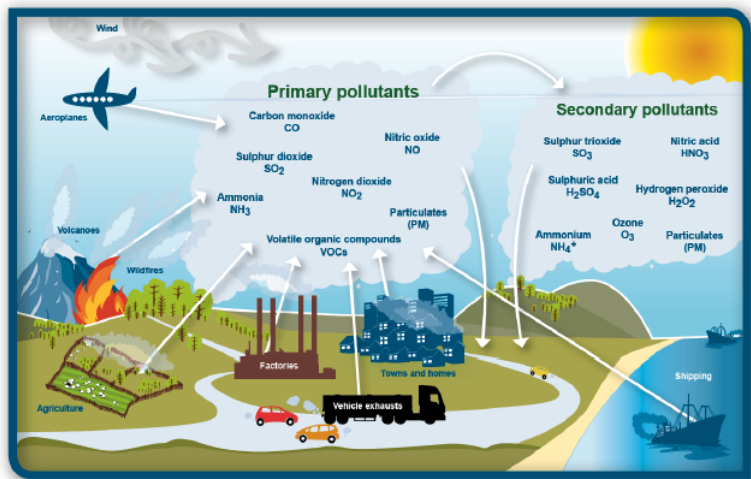 Wind
Aeroplanes
Primary pollutants
Carbon monoxide
CO
Nitric oxide
NO
Sulphur dioxide
SO2
Nitrogen dioxide
NO2
Ammonia
NH3
Particulates
(PM)
Volatile organic compounds
VOCs
Secondary pollutants
Sulphur trioxide
SO3
Nitric acid
HNO3
Sulphuric acid
H2SO4
Hydrogen peroxide
H2O2
Ozone
O3
Ammonium
NH4+
Particulates
(PM)
Volcanoes
Wildfires
Agriculture
Factories
Towns and homes
Vehicle exhausts
Shipping